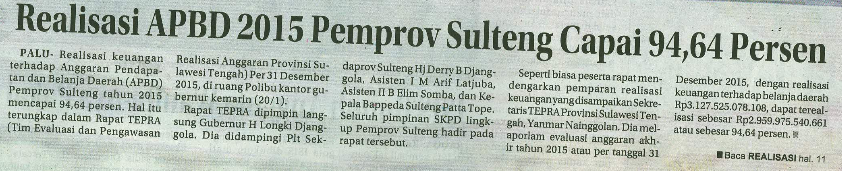 Realisasi APBD 2015 Pemprov Sulteng Capai 94,64 Persen
PALU- Realisasi keuangan
terhadap Anggaran Pendapa-
tan dan Belanja Daerah (APBD)
Pemprov Sulteng tahun 2015
mencapai 94,64 persen. Hal itu
terungkap dalam Rapat TEPRA
(Tim Evaluasi dan Pengawasan
Realisasi Anggaran Provinsi Su-
lawesi Tengah) Per 31 Desember
2015, di ruang Polibu kantor gu-
bernur kemarin (20/1).
Rapat TEPRA dipimpin lang-
sung Gubernur H Longki Djang-
gola. Dia didampingi Plt Sek-
daprov Sulteng Hj Derry B Djang-
gola, Asisten I M Arif Latjuba,
Asisten II B Elim Somba, dan Ke-
pala Bappeda Sulteng Patta Tope.
Seluruh pimpinan SKPD lingk-
up Pemprov Sulteng hadir pada
rapat tersebut.
Seperti biasa peserta rapat men-
dengarkan pemparan realisasi
keuangan yang disampaikan Sekre-
taris TEPRA Provinsi Sulawesi Ten-
gah, Yanmar Nainggolan. Dia mel-
aporlam evaluasi anggaran akh-
ir tahun 2015 atau per tanggal 31
Desember 2015, dengan realisasi
keuangan terhadap belanja daerah
Rp3.127.525.078.108, dapat tereal-
isasi sebesar Rp2.959.975.540.661
atau sebesar 94,64 persen.
Baca REALISASI hal. 11